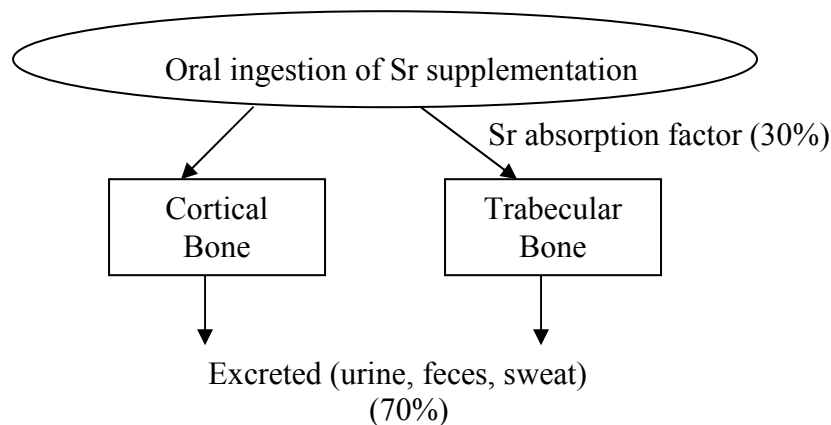 Oral ingestion of Sr supplementation
Sr absorption factor (30%)
Cortical
Bone
Trabecular
Bone
Excreted (urine, feces, sweat)
(70%)